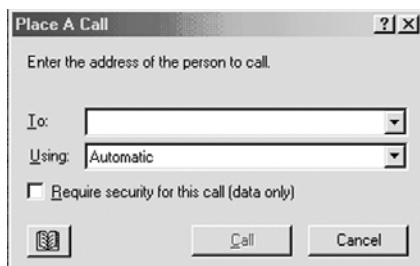 Place A Call
Enter the address of the person to call.
To:
Using: Automatic
Require security for this call (data only)
Call Cancel